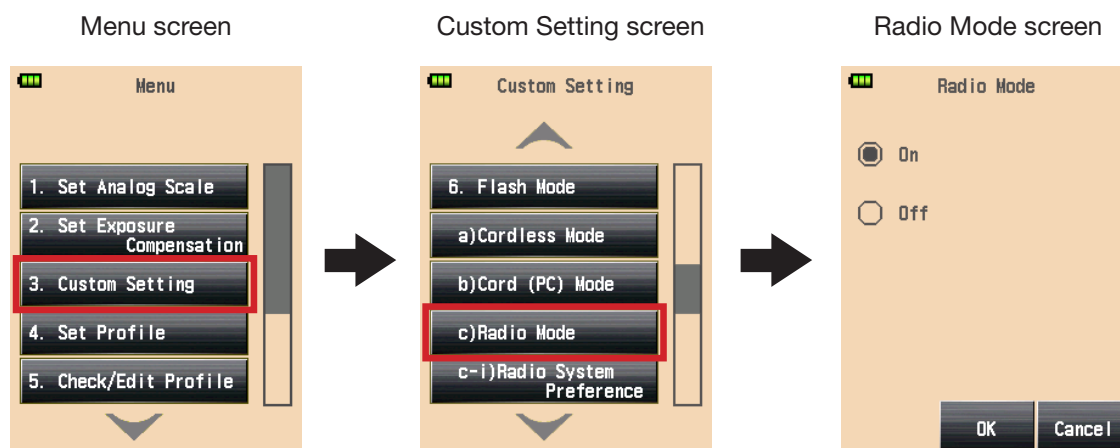 Menu screen
Custom Setting screen
Radio Mode screen
Menu
1. Set Analog Scale
2. Set Exposure
Compensation
3. Custom Setting
4. Set Profile
5. Check/Edit Profile
Custom Setting
6. Flash Mode
a)Cordless Mode
b)Cord (PC) Mode
c)Radio Mode
c-i)Radio System
Preference
Radio Mode
On
Off
OK
Cancel